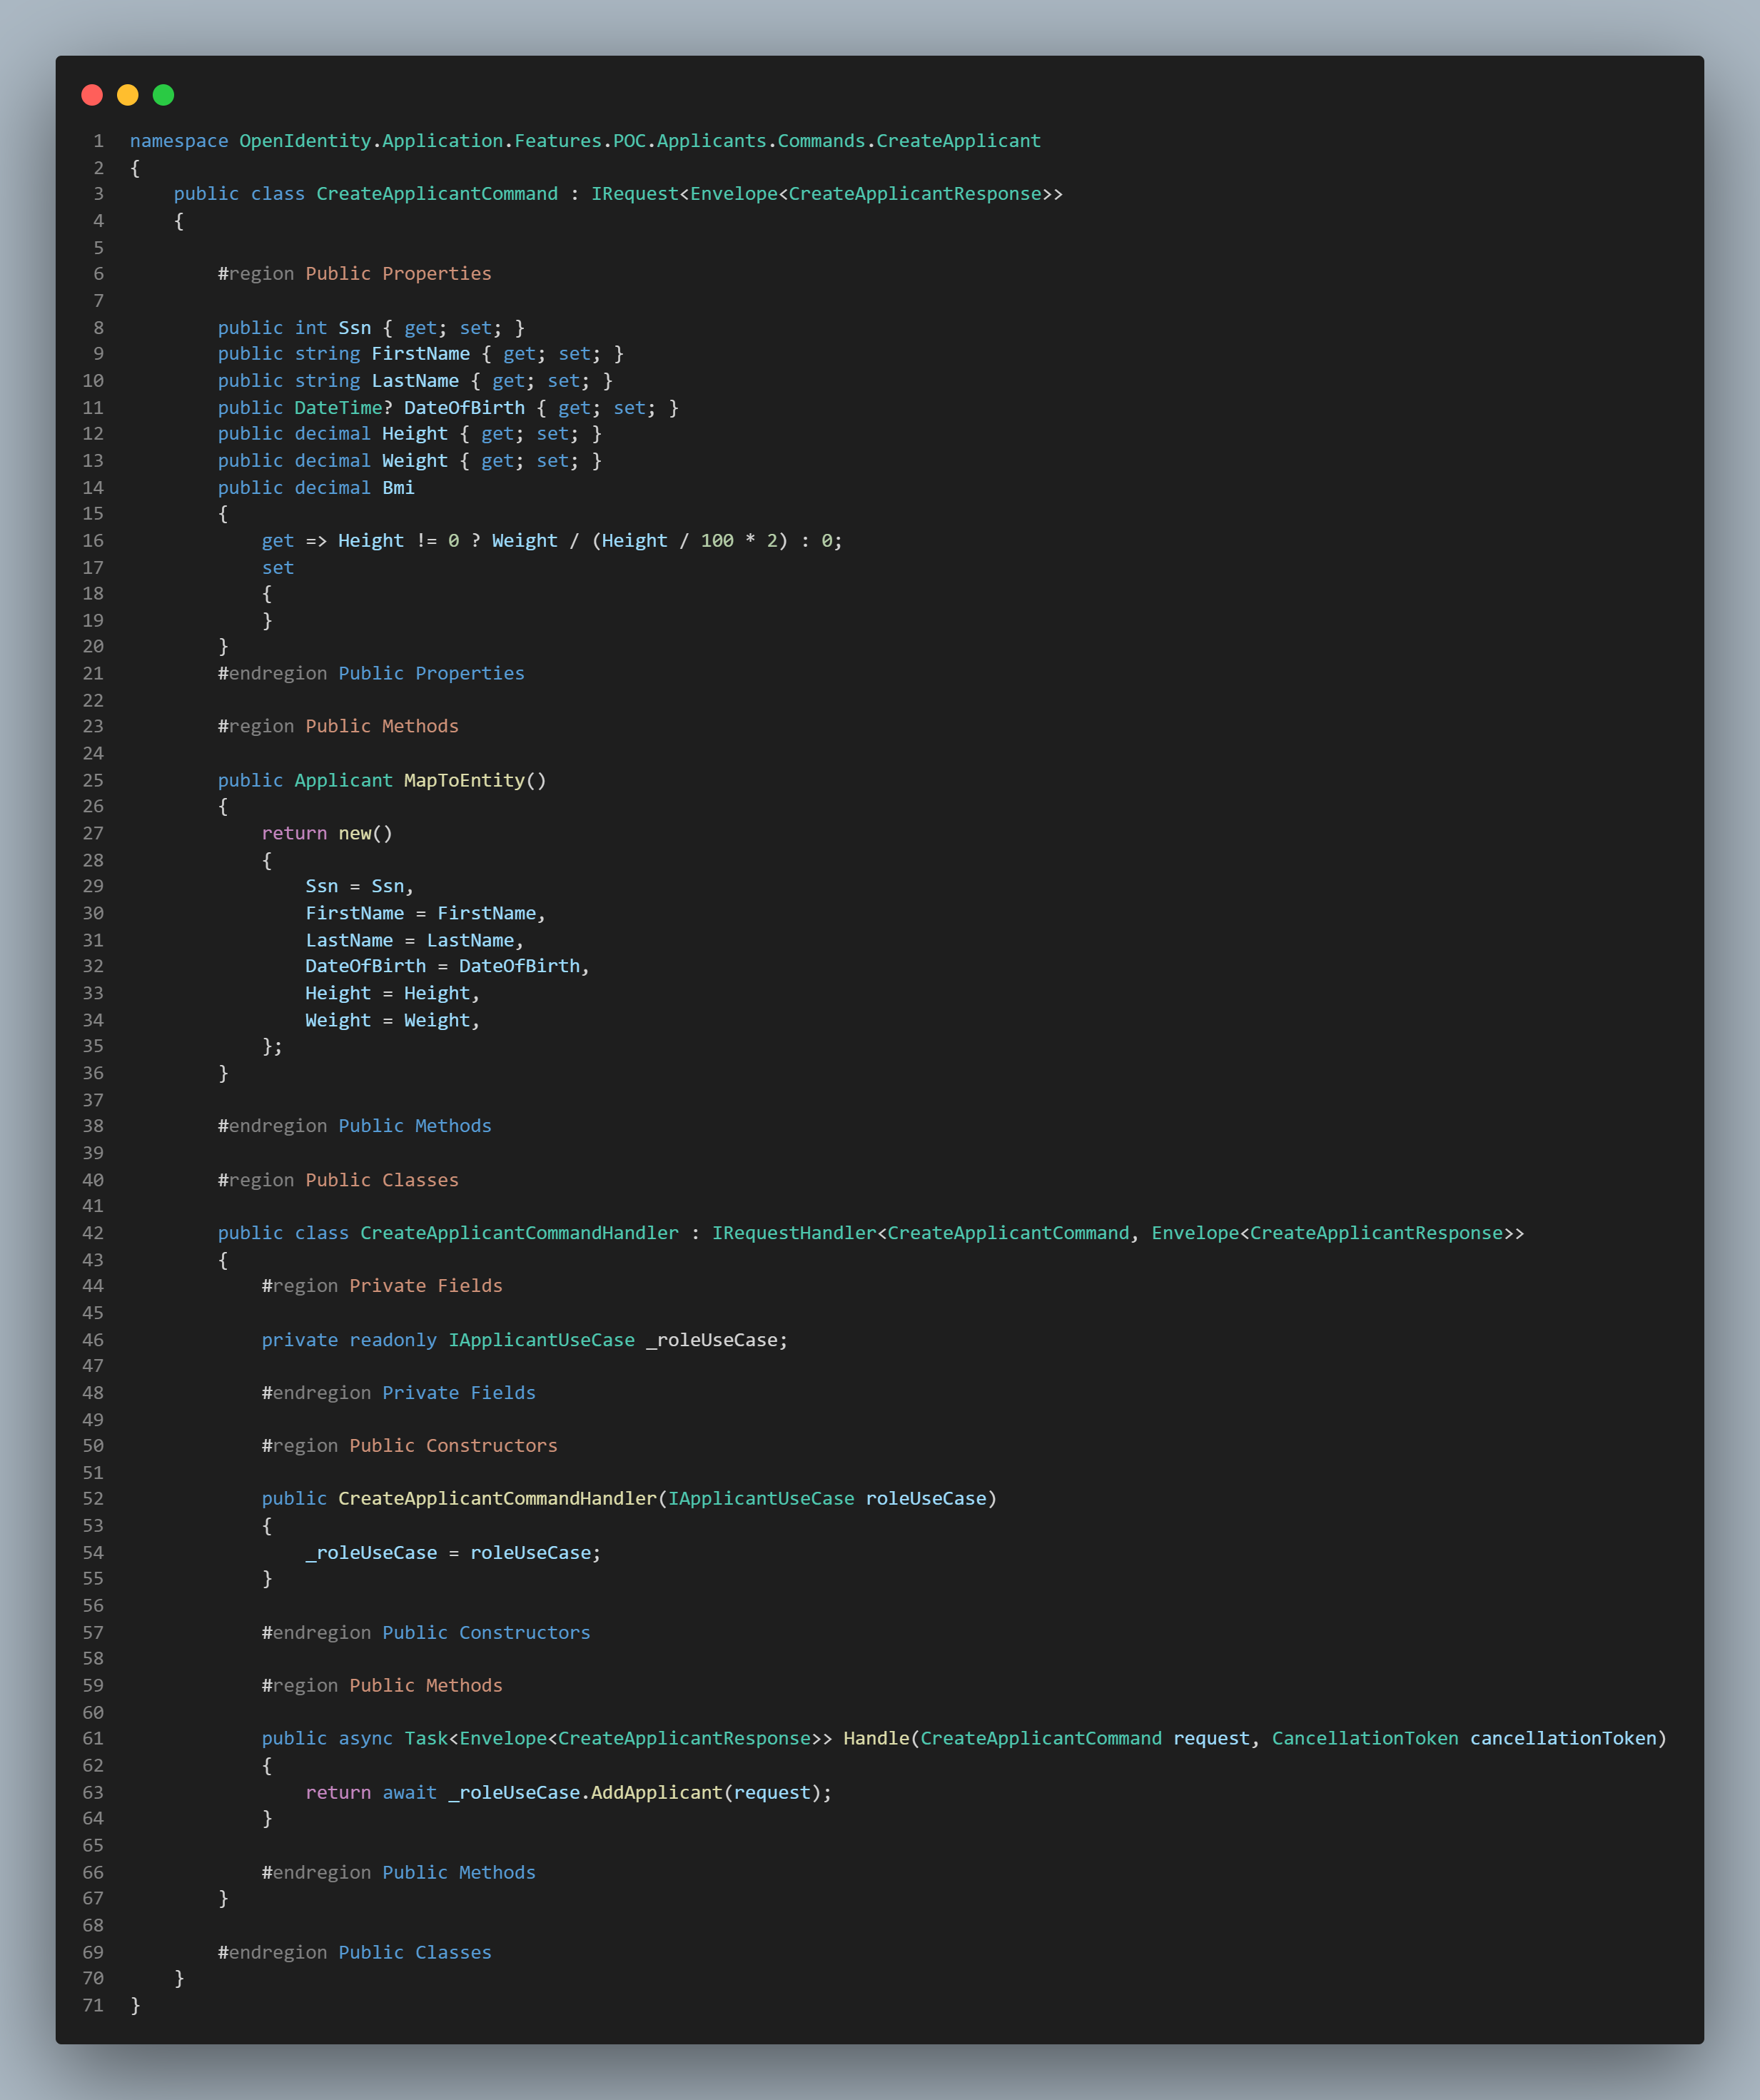 1 namespace OpenIdentity.Application.Features.POC.Applicants.Commands.CreateApplicant
2 {
3     public class CreateApplicantCommand : IRequest<Envelope<CreateApplicantResponse>>
4     {
5
6         #region Public Properties
7
8         public int Ssn { get; set; }
9         public string FirstName { get; set; }
10         public string LastName { get; set; }
11         public DateTime? DateOfBirth { get; set; }
12         public decimal Height { get; set; }
13         public decimal Weight { get; set; }
14         public decimal Bmi
15         {
16             get => Height != 0 ? Weight / (Height / 100 * 2) : 0;
17             set
18             {
19             }
20         }
21         #endregion Public Properties
22
23         #region Public Methods
24
25         public Applicant MapToEntity()
26         {
27             return new()
28             {
29                 Ssn = Ssn,
30                 FirstName = FirstName,
31                 LastName = LastName,
32                 DateOfBirth = DateOfBirth,
33                 Height = Height,
34                 Weight = Weight,
35             };
36         }
37
38         #endregion Public Methods
39
40         #region Public Classes
41
42         public class CreateApplicantCommandHandler : IRequestHandler<CreateApplicantCommand, Envelope<CreateApplicantResponse>>
43         {
44             #region Private Fields
45
46             private readonly IApplicantUseCase _roleUseCase;
47
48             #endregion Private Fields
49
50             #region Public Constructors
51
52             public CreateApplicantCommandHandler(IApplicantUseCase roleUseCase)
53             {
54                 _roleUseCase = roleUseCase;
55             }
56
57             #endregion Public Constructors
58
59             #region Public Methods
60
61             public async Task<Envelope<CreateApplicantResponse>> Handle(CreateApplicantCommand request, CancellationToken cancellationToken)
62             {
63                 return await _roleUseCase.AddApplicant(request);
64             }
65
66             #endregion Public Methods
67         }
68
69         #endregion Public Classes
70     }
71 }